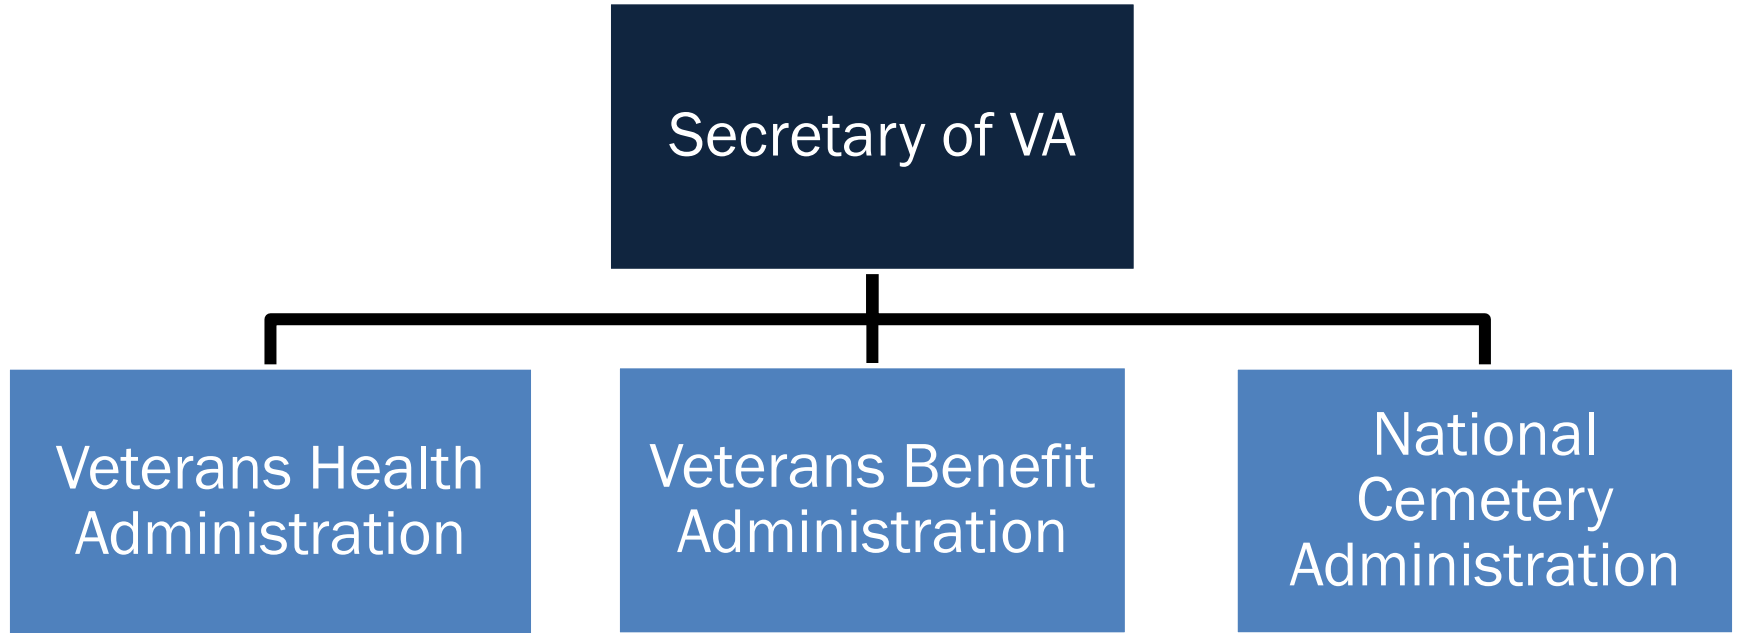 Secretary of VA
Veterans Health
Administration
Veterans Benefit
Administration
National
Cemetery
Administration